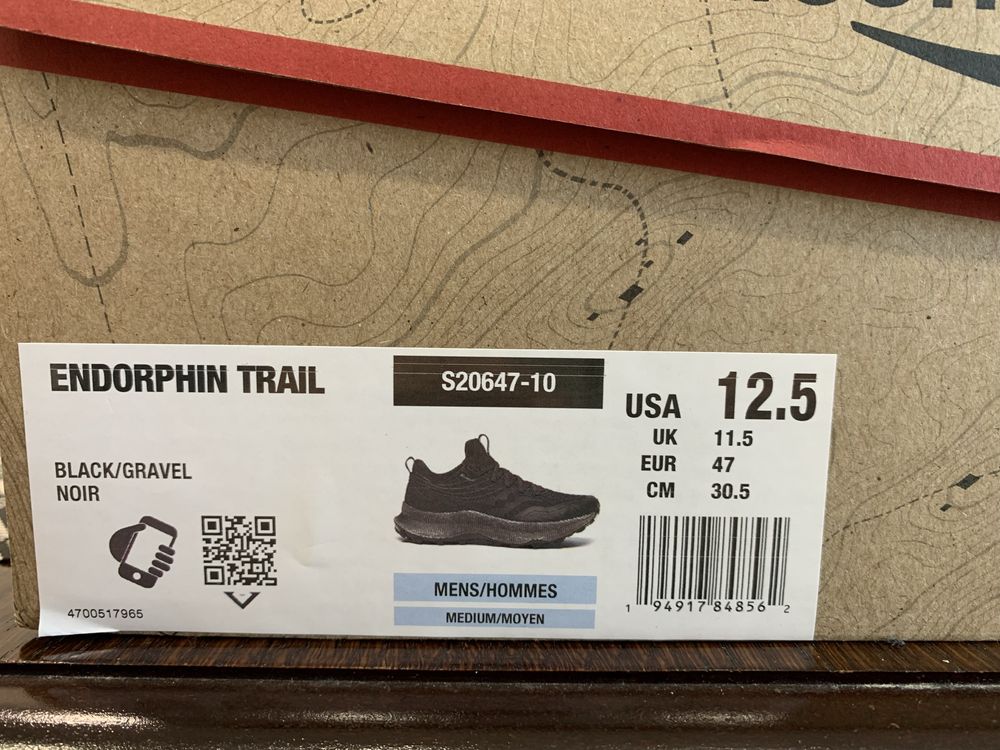 ENDORPHIN TRAIL
S20647-10
USA 12.5
UK 11.5
EUR 47
CM 30.5
BLACK/GRAVEL
NOIR
MENS/HOMMES
MEDIUM/MOYEN
4700517965
1 94917 84856 2